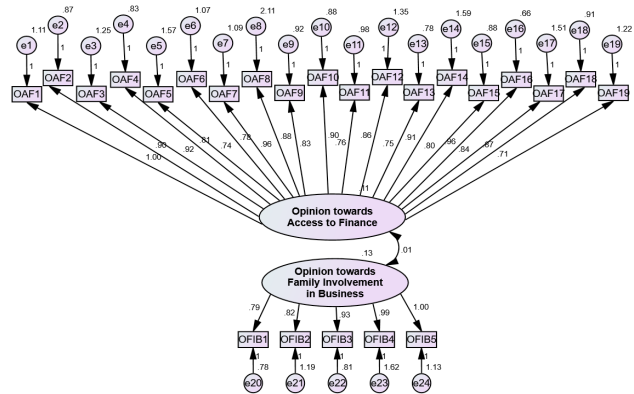 1.11 .87 1.25 .83 1.57 1.07 1.09 2.11 .92 .88 .98 1.35 .78 1.59 .88 .66 1.51 .91 1.22
e1 e2 e3 e4 e5 e6 e7 e8 e9 e10 e11 e12 e13 e14 e15 e16 e17 e18 e19
1 1 1 1 1 1 1 1 1 1 1 1 1 1 1 1 1 1 1
OAF1 OAF2 OAF3 OAF4 OAF5 OAF6 OAF7 OAF8 OAF9 OAF10 OAF11 OAF12 OAF13 OAF14 OAF15 OAF16 OAF17 OAF18 OAF19
1.00 .90 .92 .81 .74 .78 .96 .88 .83 .90 .76 .86 .75 .91 .80 .96 .84 .87 .71
.11
Opinion towards
Access to Finance
.01
.13
Opinion towards
Family Involvement
in Business
.79 .82 .93 .99 1.00
OFIB1 OFIB2 OFIB3 OFIB4 OFIB5
1 1 1 1 1
.78 1.19 .81 1.62 1.13
e20 e21 e22 e23 e24